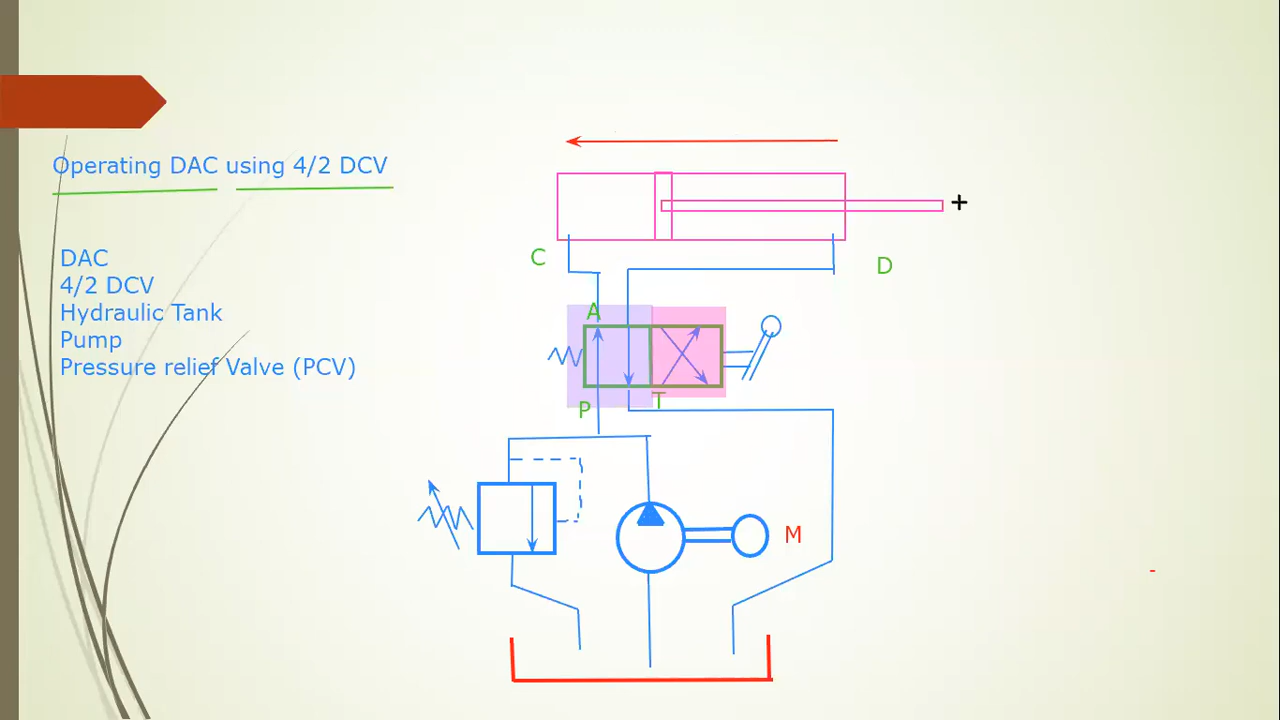 Operating DAC using 4/2 DCV
DAC
4/2 DCV
Hydraulic Tank
Pump
Pressure relief Valve (PCV)
C
D
A
P
T
M